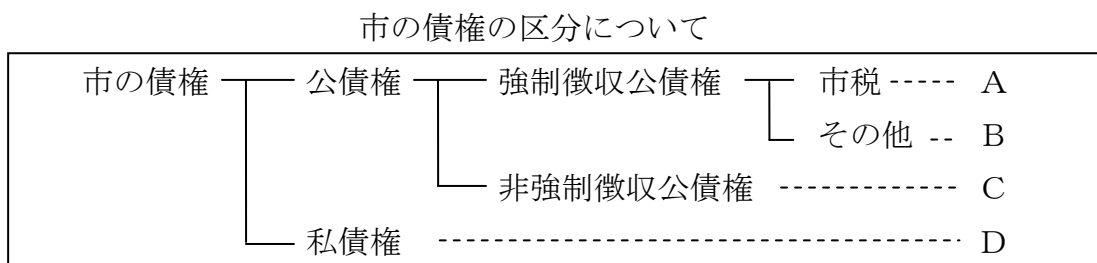 市の債権の区分について
市の債権 公債権 強制徴収公債権 市税 ----- A
その他 -- B
非強制徴収公債権 ------------- C
私債権 -------------------------------------- D